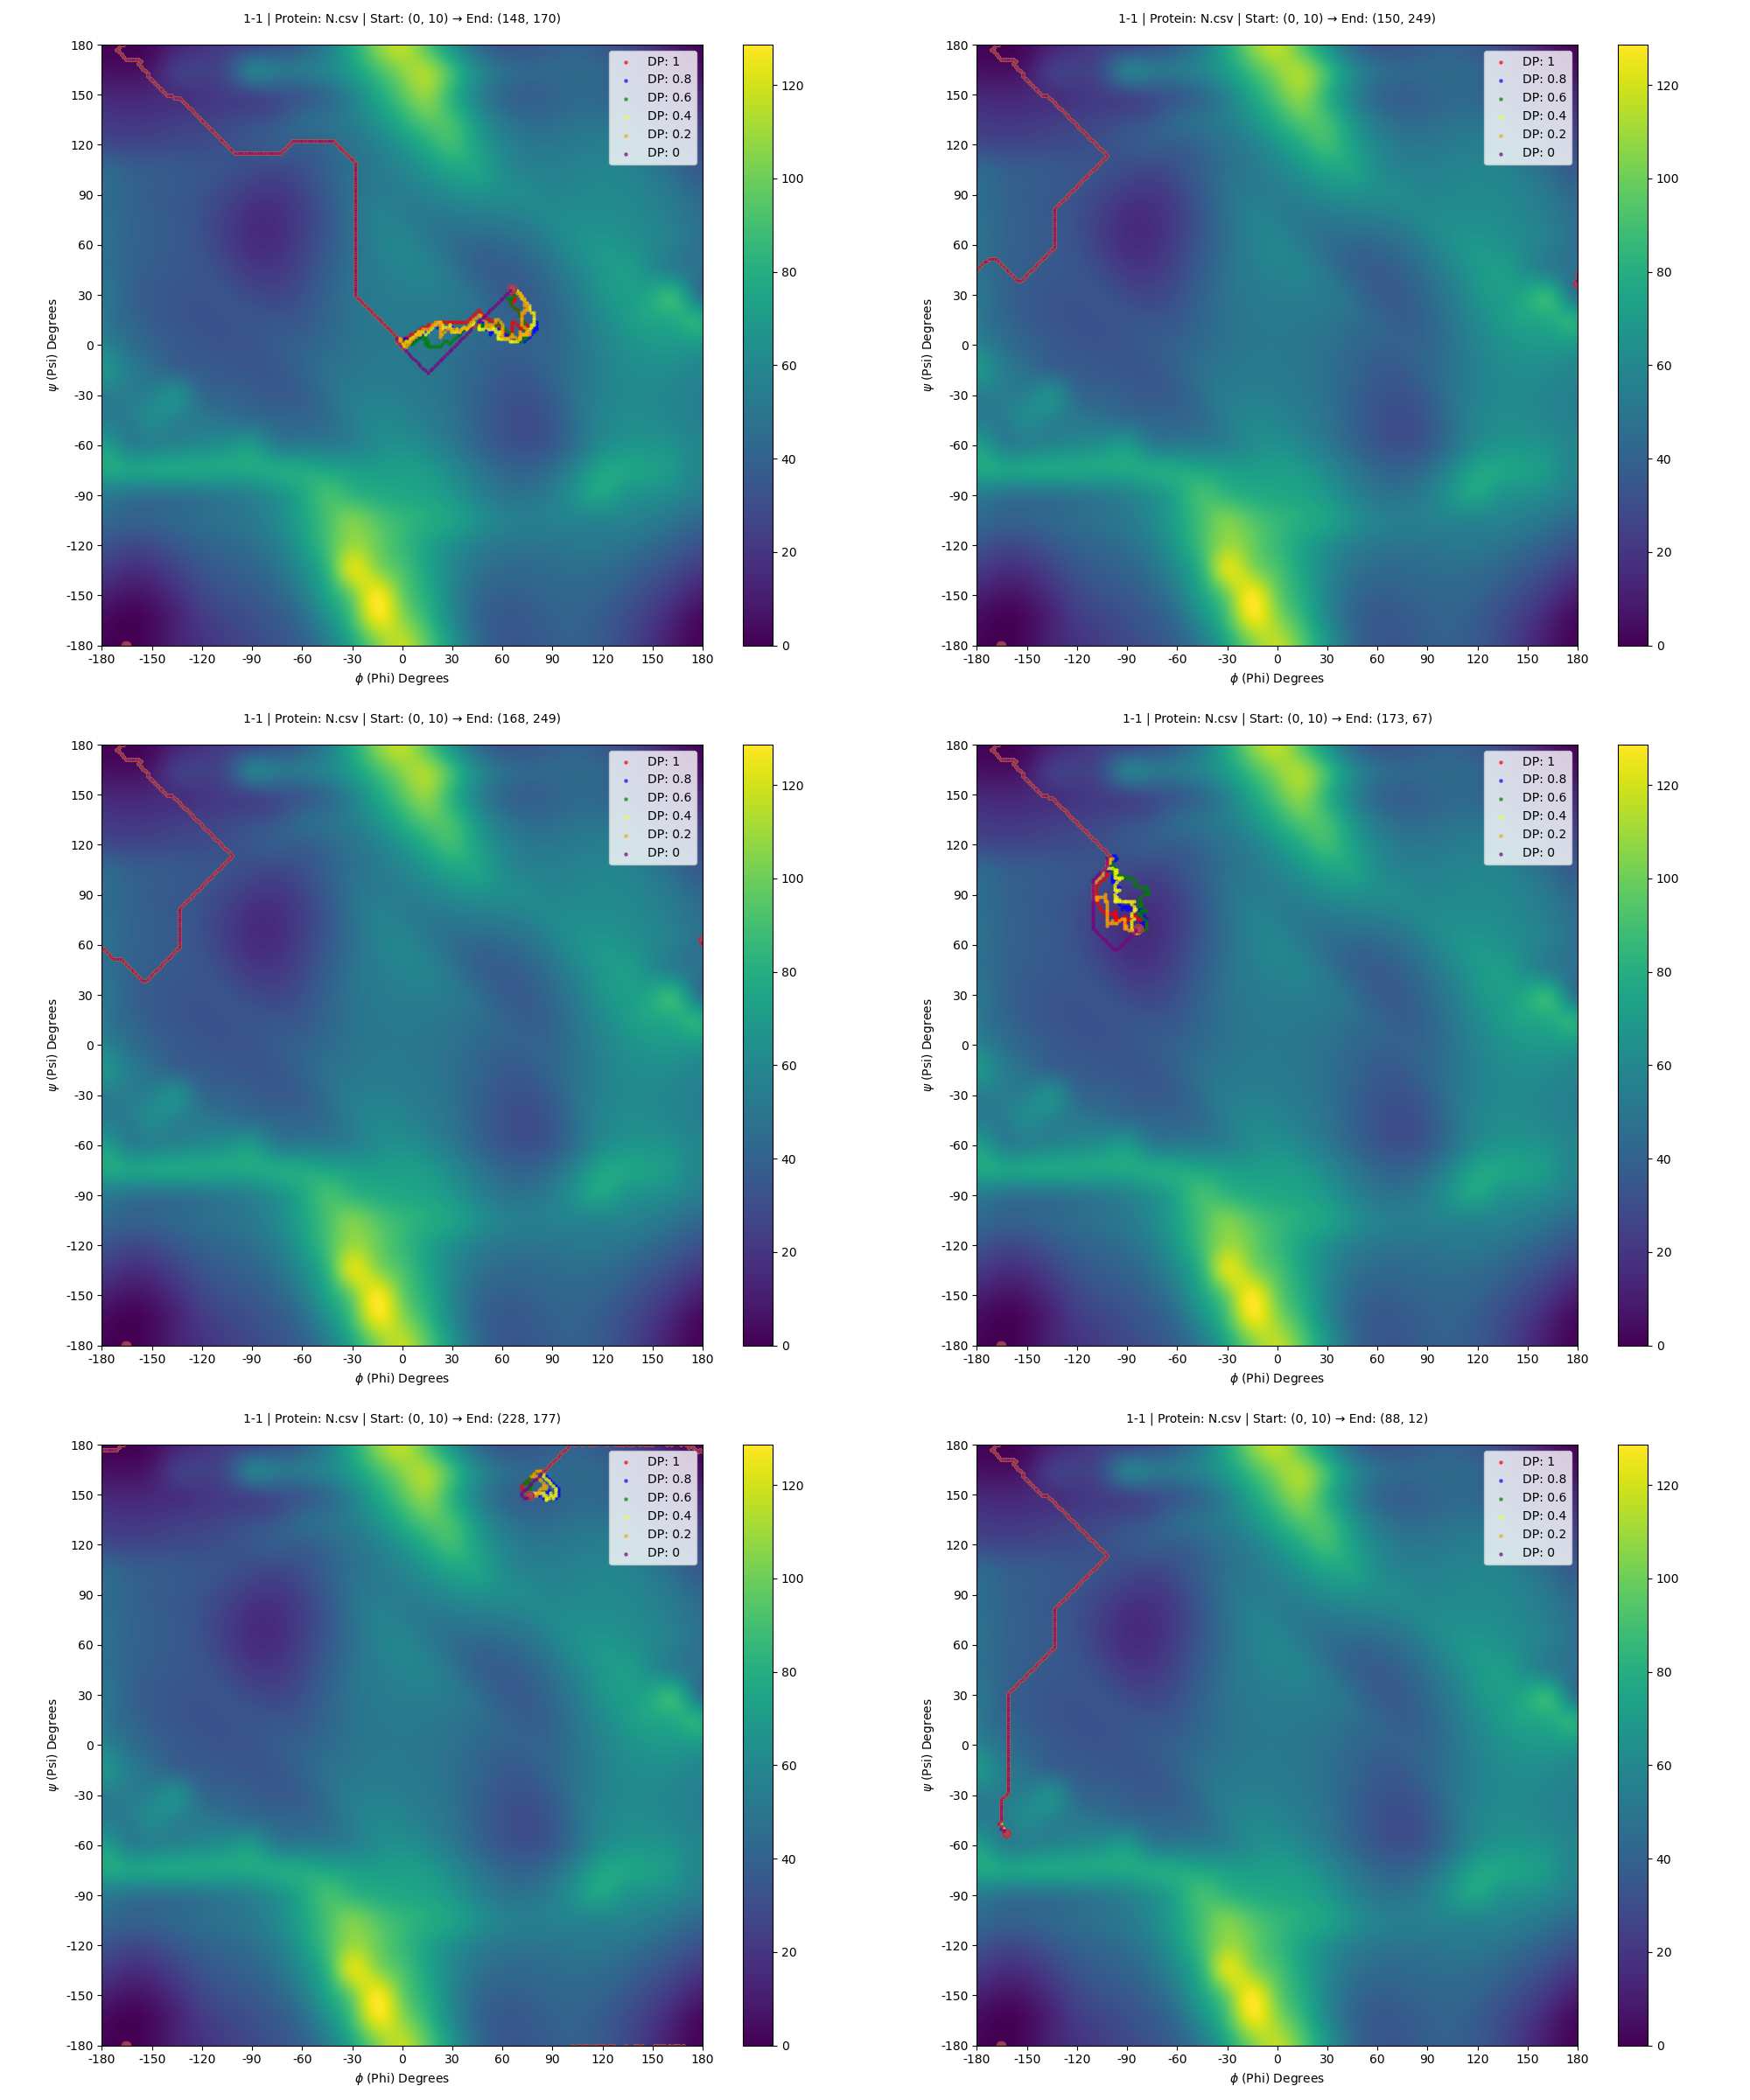 1-1 | Protein: N.csv | Start: (0, 10) → End: (148, 170)
180
150
120
90
60
30
0
-30
-60
-90
-120
-150
-180
ψ (Psi) Degrees
-180 -150 -120 -90 -60 -30 0 30 60 90 120 150 180
ϕ (Phi) Degrees
DP: 1
DP: 0.8
DP: 0.6
DP: 0.4
DP: 0.2
DP: 0
120
100
80
60
40
20
0
1-1 | Protein: N.csv | Start: (0, 10) → End: (150, 249)
180
150
120
90
60
30
0
-30
-60
-90
-120
-150
-180
ψ (Psi) Degrees
-180 -150 -120 -90 -60 -30 0 30 60 90 120 150 180
ϕ (Phi) Degrees
DP: 1
DP: 0.8
DP: 0.6
DP: 0.4
DP: 0.2
DP: 0
120
100
80
60
40
20
0
1-1 | Protein: N.csv | Start: (0, 10) → End: (168, 249)
180
150
120
90
60
30
0
-30
-60
-90
-120
-150
-180
ψ (Psi) Degrees
-180 -150 -120 -90 -60 -30 0 30 60 90 120 150 180
ϕ (Phi) Degrees
DP: 1
DP: 0.8
DP: 0.6
DP: 0.4
DP: 0.2
DP: 0
120
100
80
60
40
20
0
1-1 | Protein: N.csv | Start: (0, 10) → End: (173, 67)
180
150
120
90
60
30
0
-30
-60
-90
-120
-150
-180
ψ (Psi) Degrees
-180 -150 -120 -90 -60 -30 0 30 60 90 120 150 180
ϕ (Phi) Degrees
DP: 1
DP: 0.8
DP: 0.6
DP: 0.4
DP: 0.2
DP: 0
120
100
80
60
40
20
0
1-1 | Protein: N.csv | Start: (0, 10) → End: (228, 177)
180
150
120
90
60
30
0
-30
-60
-90
-120
-150
-180
ψ (Psi) Degrees
-180 -150 -120 -90 -60 -30 0 30 60 90 120 150 180
ϕ (Phi) Degrees
DP: 1
DP: 0.8
DP: 0.6
DP: 0.4
DP: 0.2
DP: 0
120
100
80
60
40
20
0
1-1 | Protein: N.csv | Start: (0, 10) → End: (88, 12)
180
150
120
90
60
30
0
-30
-60
-90
-120
-150
-180
ψ (Psi) Degrees
-180 -150 -120 -90 -60 -30 0 30 60 90 120 150 180
ϕ (Phi) Degrees
DP: 1
DP: 0.8
DP: 0.6
DP: 0.4
DP: 0.2
DP: 0
120
100
80
60
40
20
0